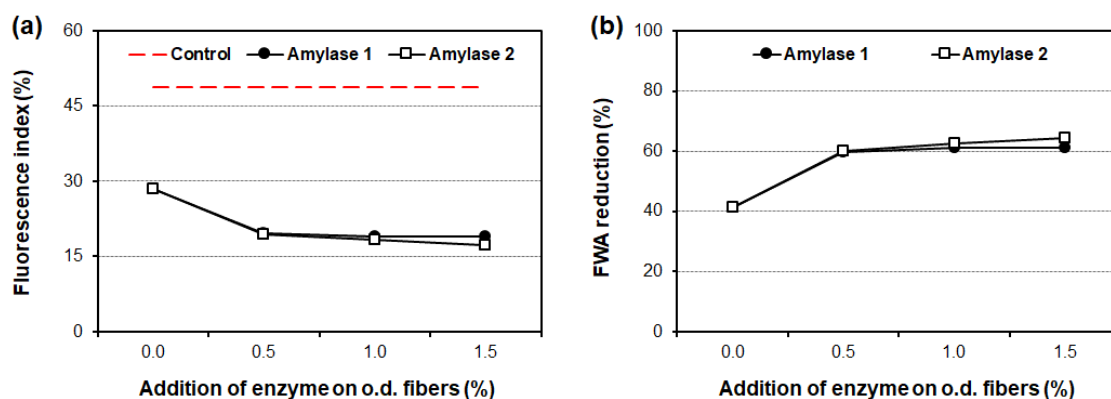 (a)
Fluorescence index (%)
60
45
30
15
0
Control Amylase 1 Amylase 2
0.0 0.5 1.0 1.5
Addition of enzyme on o.d. fibers (%)
(b)
FWA reduction (%)
100
80
60
40
20
0
Amylase 1 Amylase 2
0.0 0.5 1.0 1.5
Addition of enzyme on o.d. fibers (%)